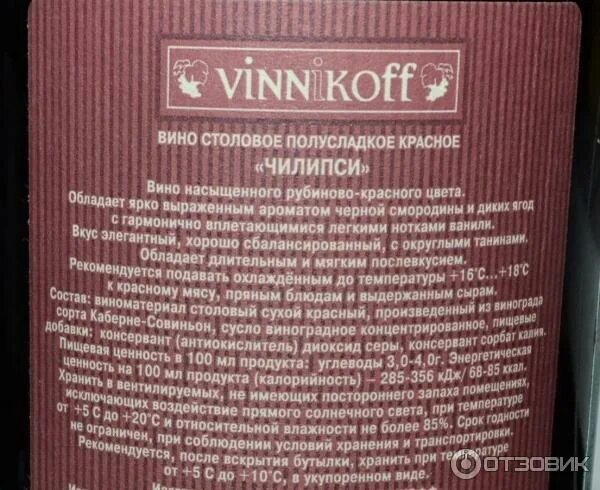 ViNNiKOff
ВИНО СТОЛОВОЕ ПОЛУСЛАДКОЕ КРАСНОЕ
«ЧИЛИПСИ»
Вино насыщенного рубиново-красного цвета.
Обладает ярко выраженным ароматом черной смородины и диких ягод
с гармонично вплетающимися легкими нотками ванили.
Вкус элегантный, хорошо сбалансированный, с округлыми танинами.
Обладает длительным и мягким послевкусием.
Рекомендуется подавать охлаждённым до температуры +16°С...+18°С
к красному мясу, пряным блюдам и выдержанным сырам.
Состав: виноматериал столовый сухой красный, произведенный из винограда
сорта Каберне-Совиньон, сусло виноградное концентрированное, пищевые
добавки: консервант (антиокислитель) диоксид серы, консервант сорбат калия.
Пищевая ценность в 100 мл продукта: углеводы 3,0-4,0г. Энергетическая
ценность на 100 мл продукта (калорийность) – 285-356 кДж/ 68-85 ккал.
Хранить в вентилируемых, не имеющих постороннего запаха помещениях,
исключающих воздействие прямого солнечного света, при температуре
от +5 С до +20°С и относительной влажности не более 85%. Срок годности
не ограничен, при соблюдении условий хранения и транспортировки.
Рекомендуется, после вскрытия бутылки, хранить при температуре
от +5 С до +10°С, в укупоренном виде.
ОТЗОВИК